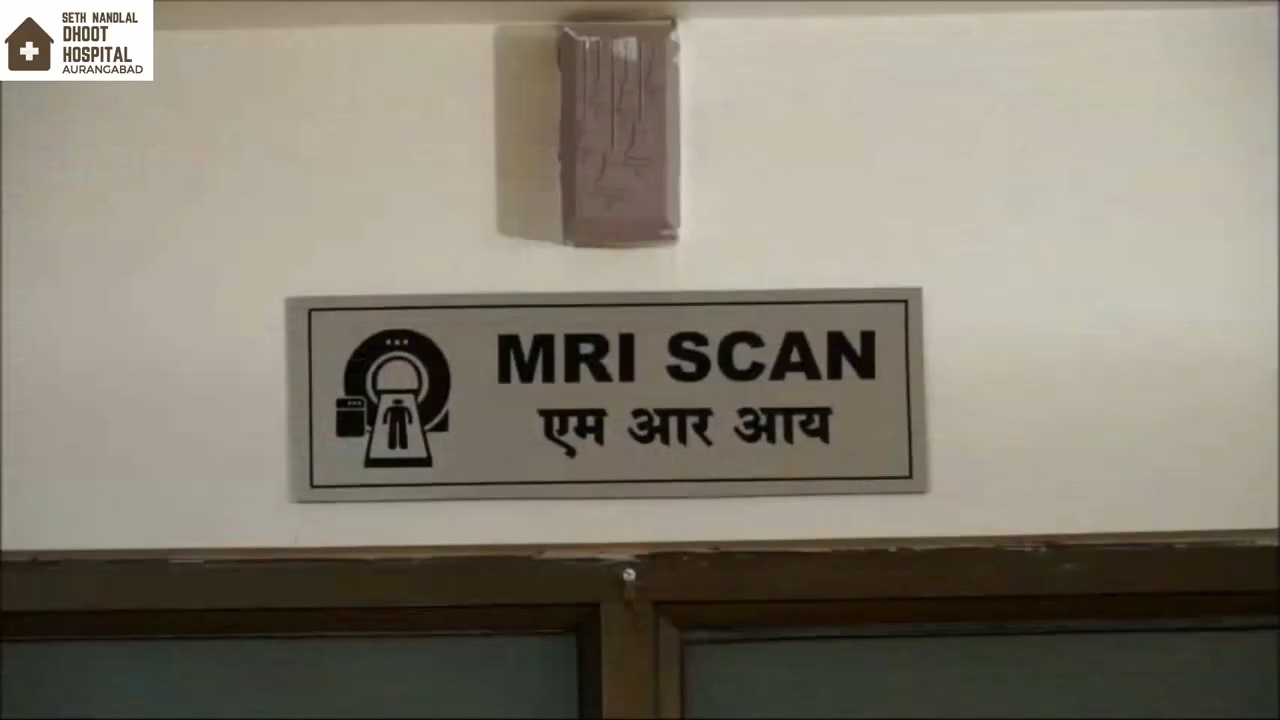 SETH NANDLAL
DHOOT
HOSPITAL
AURANGABAD
MRI SCAN
एम आर आय